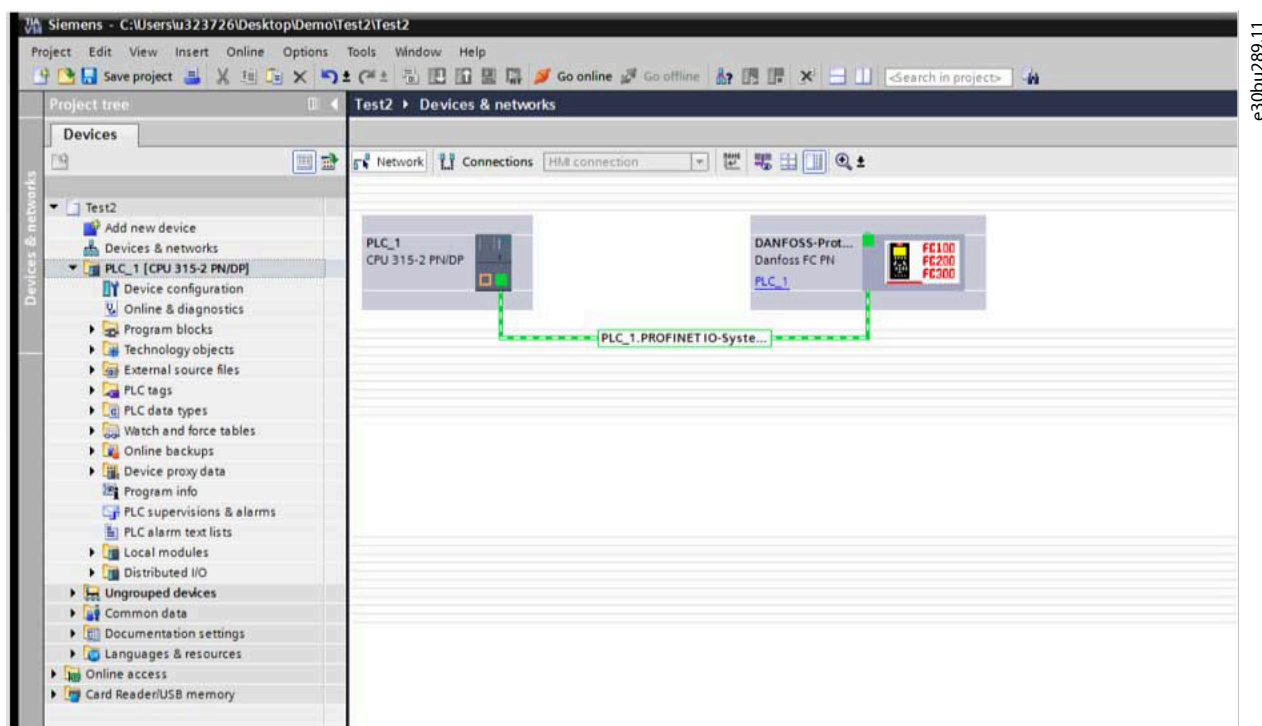 TIA V14 Siemens - C:\Users\u323726\Desktop\Demo\Test2\Test2
Project Edit View Insert Online Options Tools Window Help
Save project Go online Go offline <Search in project>
Project tree
Test2 Devices & networks
Devices
Network Connections HMI connection
Devices & networks
Test2
Add new device
Devices & networks
PLC_1 [CPU 315-2 PN/DP]
Device configuration
Online & diagnostics
Program blocks
Technology objects
External source files
PLC tags
PLC data types
Watch and force tables
Online backups
Device proxy data
Program info
PLC supervisions & alarms
PLC alarm text lists
Local modules
Distributed I/O
Ungrouped devices
Common data
Documentation settings
Languages & resources
Online access
Card Reader/USB memory
PLC_1
CPU 315-2 PN/DP
DANFOSS-Prot...
Danfoss FC PN
PLC_1
FC100
FC200
FC300
PLC_1.PROFINET IO-Syste...
e30bu289.11